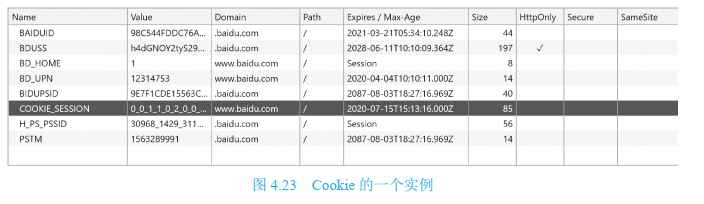 Name Value Domain Path Expires / Max-Age Size HttpOnly Secure SameSite
BAIDUID 98C544FDDC76A... .baidu.com / 2021-03-21T05:34:10.248Z 44
BDUSS h4dGNOY2tyS29... .baidu.com / 2028-06-11T10:10:09.364Z 197 ✓
BD_HOME 1 www.baidu.com / Session 8
BD_UPN 12314753 www.baidu.com / 2020-04-04T10:10:11.000Z 14
BIDUPSID 9E7F1CDE15563C... .baidu.com / 2087-08-03T18:27:16.969Z 40
COOKIE_SESSION 0_0_1_1_0_2_0_0_... www.baidu.com / 2020-07-15T15:13:16.000Z 85
H_PS_PSSID 30968_1429_311... .baidu.com / Session 56
PSTM 1563289991 .baidu.com / 2087-08-03T18:27:16.969Z 14
图 4.23 Cookie 的一个实例